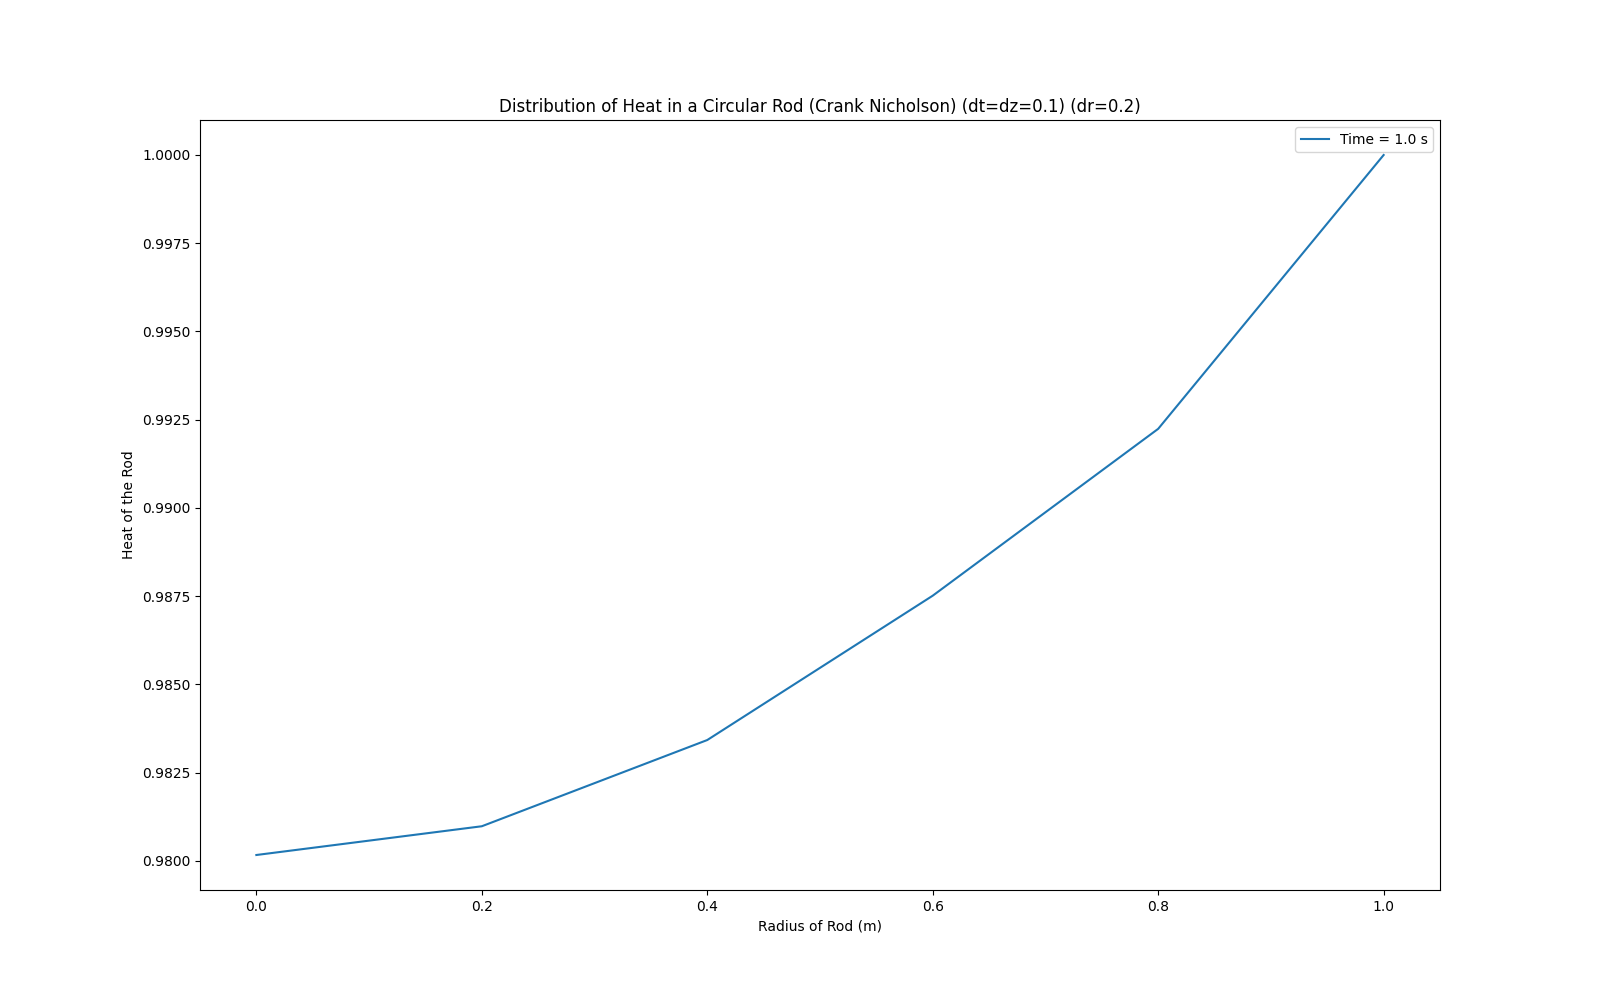 Distribution of Heat in a Circular Rod (Crank Nicholson) (dt=dz=0.1) (dr=0.2)
Time = 1.0 s
1.0000
0.9975
0.9950
0.9925
0.9900
0.9875
0.9850
0.9825
0.9800
Heat of the Rod
0.0 0.2 0.4 0.6 0.8 1.0
Radius of Rod (m)